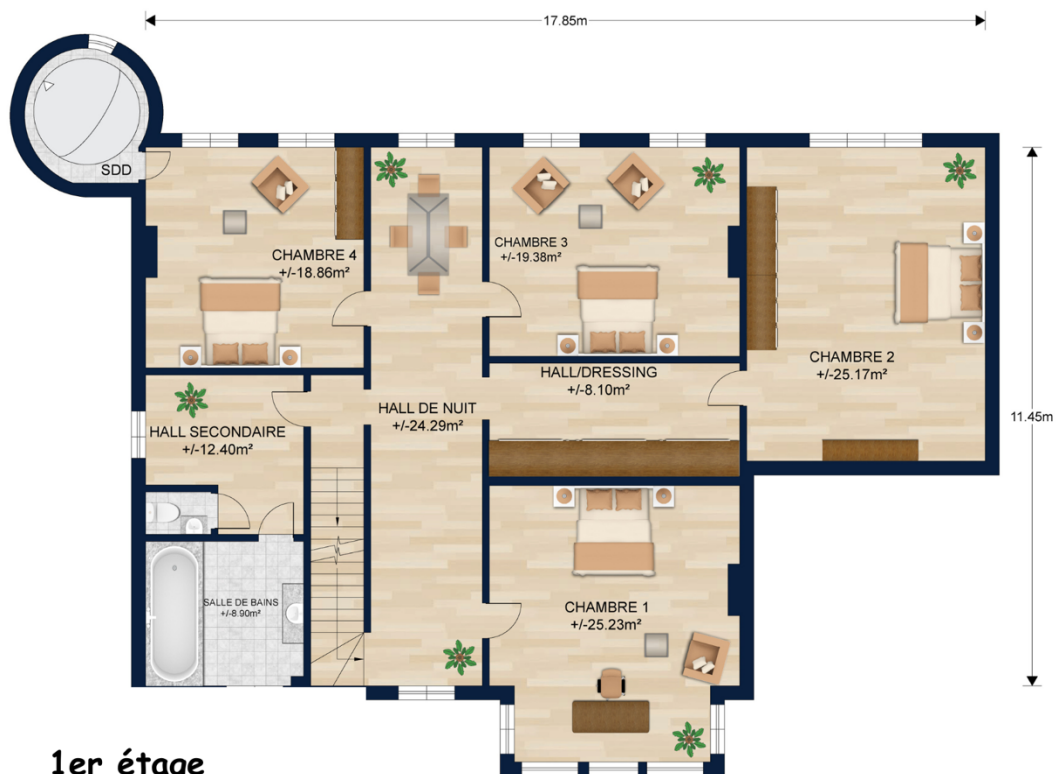 17.85m
SDD
CHAMBRE 4
+/-18.86m²
CHAMBRE 3
+/-19.38m²
CHAMBRE 2
+/-25.17m²
HALL/DRESSING
+/-8.10m²
HALL DE NUIT
+/-24.29m²
11.45m
HALL SECONDAIRE
+/-12.40m²
SALLE DE BAINS
+/-8.90m²
CHAMBRE 1
+/-25.23m²
1er étage